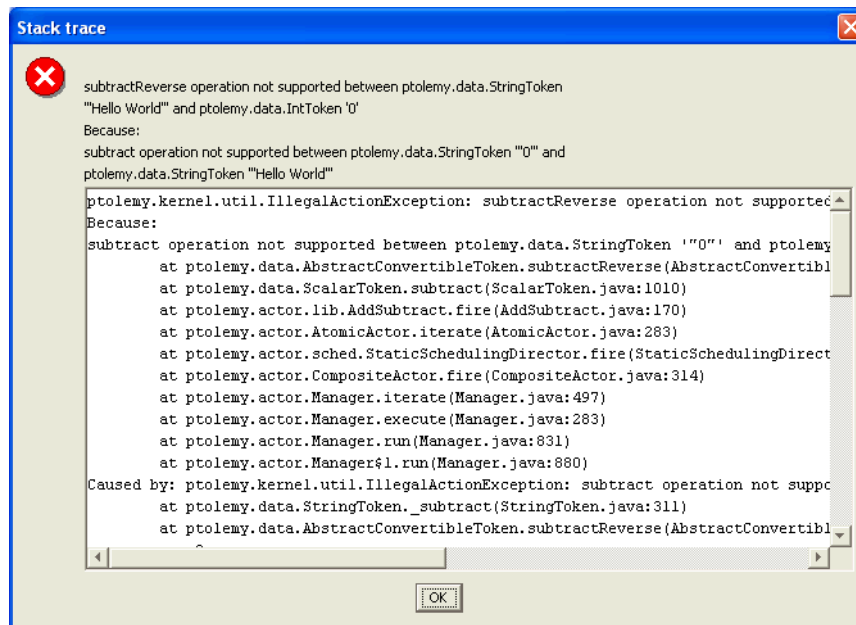 Stack trace
subtractReverse operation not supported between ptolemy.data.StringToken
'"Hello World"' and ptolemy.data.IntToken '0'
Because:
subtract operation not supported between ptolemy.data.StringToken '"0"' and
ptolemy.data.StringToken '"Hello World"'
ptolemy.kernel.util.IllegalActionException: subtractReverse operation not supported
Because:
subtract operation not supported between ptolemy.data.StringToken '"0"' and ptolemy
at ptolemy.data.AbstractConvertibleToken.subtractReverse(AbstractConvertibl
at ptolemy.data.ScalarToken.subtract(ScalarToken.java:1010)
at ptolemy.actor.lib.AddSubtract.fire(AddSubtract.java:170)
at ptolemy.actor.AtomicActor.iterate(AtomicActor.java:283)
at ptolemy.actor.sched.StaticSchedulingDirector.fire(StaticSchedulingDirect
at ptolemy.actor.CompositeActor.fire(CompositeActor.java:314)
at ptolemy.actor.Manager.iterate(Manager.java:497)
at ptolemy.actor.Manager.execute(Manager.java:283)
at ptolemy.actor.Manager.run(Manager.java:831)
at ptolemy.actor.Manager$1.run(Manager.java:880)
Caused by: ptolemy.kernel.util.IllegalActionException: subtract operation not suppo
at ptolemy.data.StringToken._subtract(StringToken.java:311)
at ptolemy.data.AbstractConvertibleToken.subtractReverse(AbstractConvertibl
OK